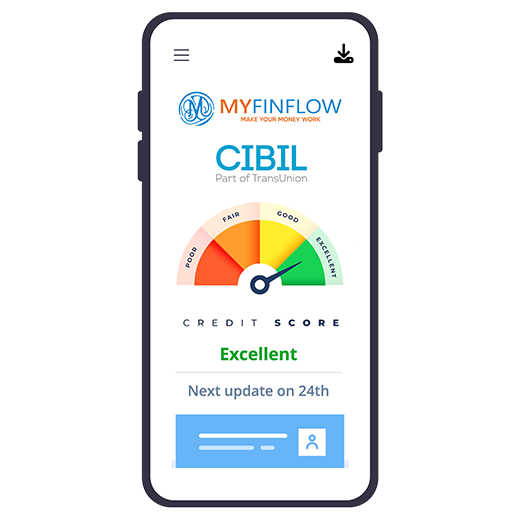 MYFINFLOW
MAKE YOUR MONEY WORK
CIBIL
Part of TransUnion
POOR
FAIR
GOOD
EXCELLENT
CREDIT SCORE
Excellent
Next update on 24th